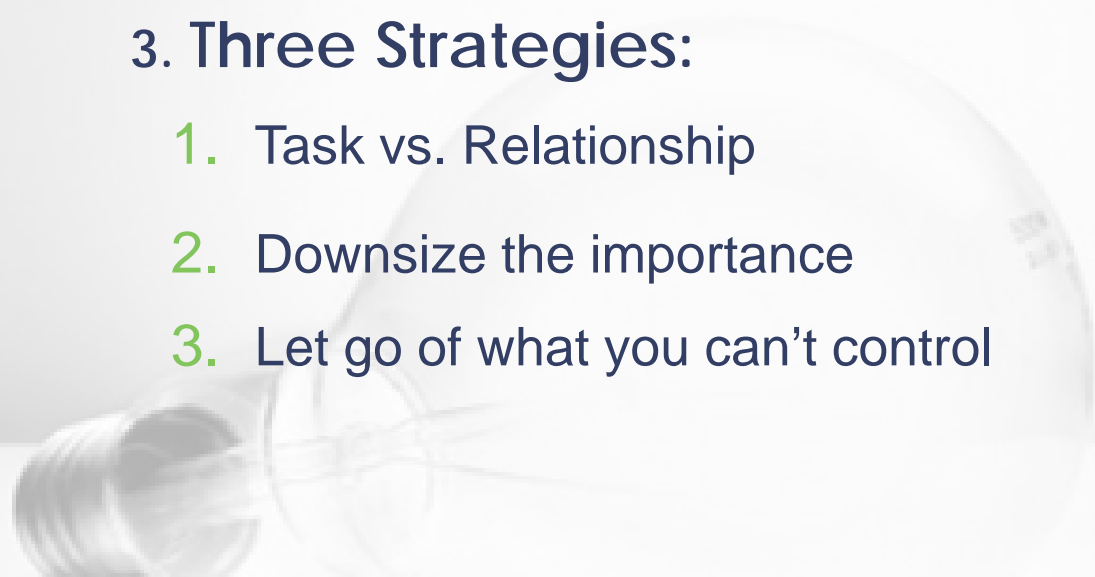 3. Three Strategies:
1. Task vs. Relationship
2. Downsize the importance
3. Let go of what you can’t control